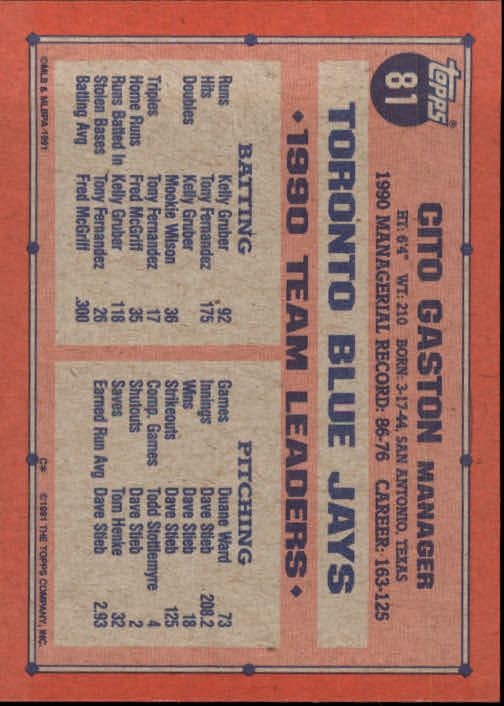 topps®
81
CITO GASTON MANAGER
HT: 6'4" WT: 210 BORN: 3-17-44, SAN ANTONIO, TEXAS
1990 MANAGERIAL RECORD: 86-76 CAREER: 163-125
TORONTO BLUE JAYS
♦1990 TEAM LEADERS♦
BATTING
Runs Kelly Gruber 92
Hits Tony Fernandez 175
Doubles Kelly Gruber
Mookie Wilson 36
Triples Tony Fernandez 17
Home Runs Fred McGriff 35
Runs Batted In Kelly Gruber 118
Stolen Bases Tony Fernandez 26
Batting Avg Fred McGriff .300
PITCHING
Games Duane Ward 73
Innings Dave Stieb 208.2
Wins Dave Stieb 18
Strikeouts Dave Stieb 125
Comp. Games Todd Stottlemyre 4
Shutouts Dave Stieb 2
Saves Tom Henke 32
Earned Run Avg Dave Stieb 2.93
©MLB & MLBPA 1991
C* ©1991 THE TOPPS COMPANY, INC.